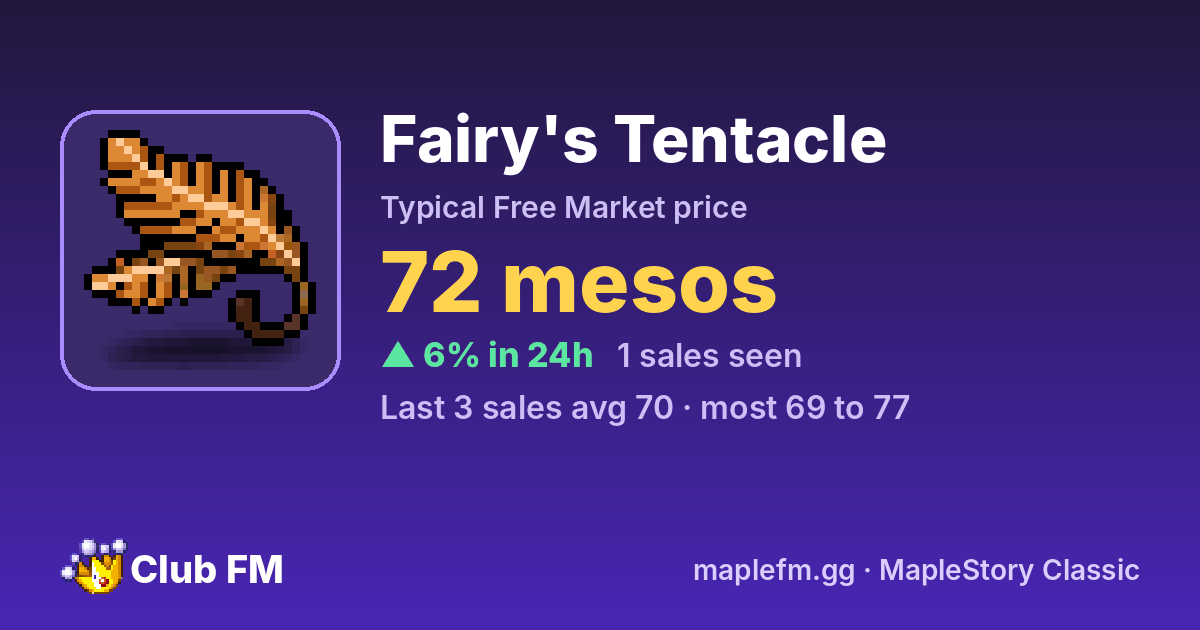 Fairy's Tentacle
Typical Free Market price
72 mesos
▲ 6% in 24h 1 sales seen
Last 3 sales avg 70 · most 69 to 77
Club FM
maplefm.gg · MapleStory Classic